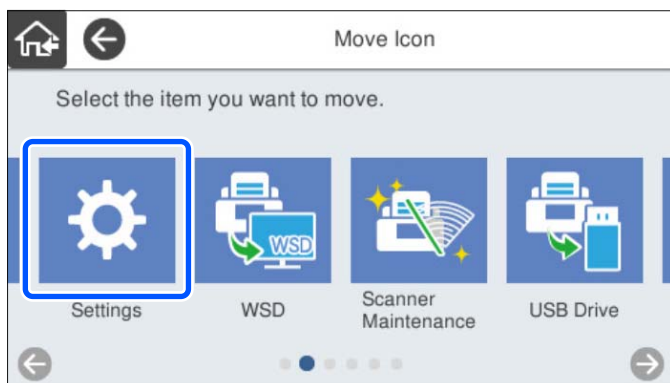 Move Icon
Select the item you want to move.
WSD
Settings
WSD
Scanner
Maintenance
USB Drive